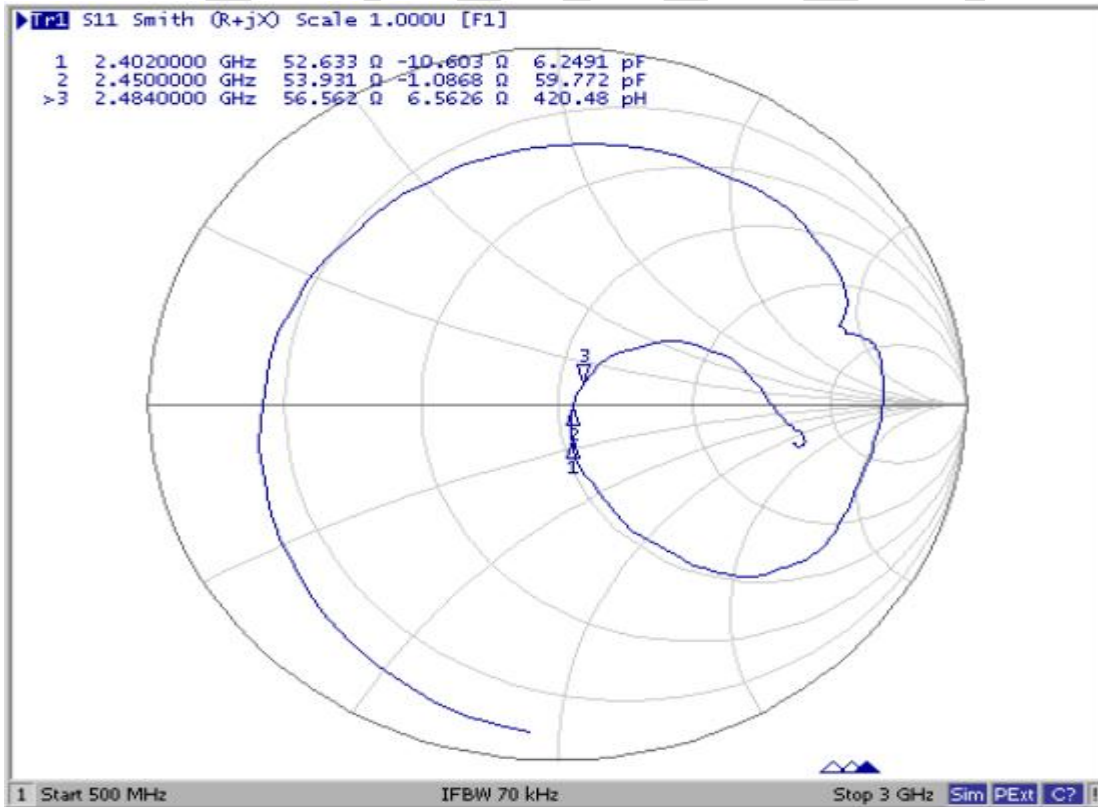 Tr1 S11 Smith (R+jX) Scale 1.000U [F1]
1 2.4020000 GHz 52.633 Ω -10.603 Ω 6.2491 pF
2 2.4500000 GHz 53.931 Ω -1.0868 Ω 59.772 pF
>3 2.4840000 GHz 56.562 Ω 6.5626 Ω 420.48 pH
3
2
1
1 Start 500 MHz IFBW 70 kHz Stop 3 GHz Sim PExt C? !